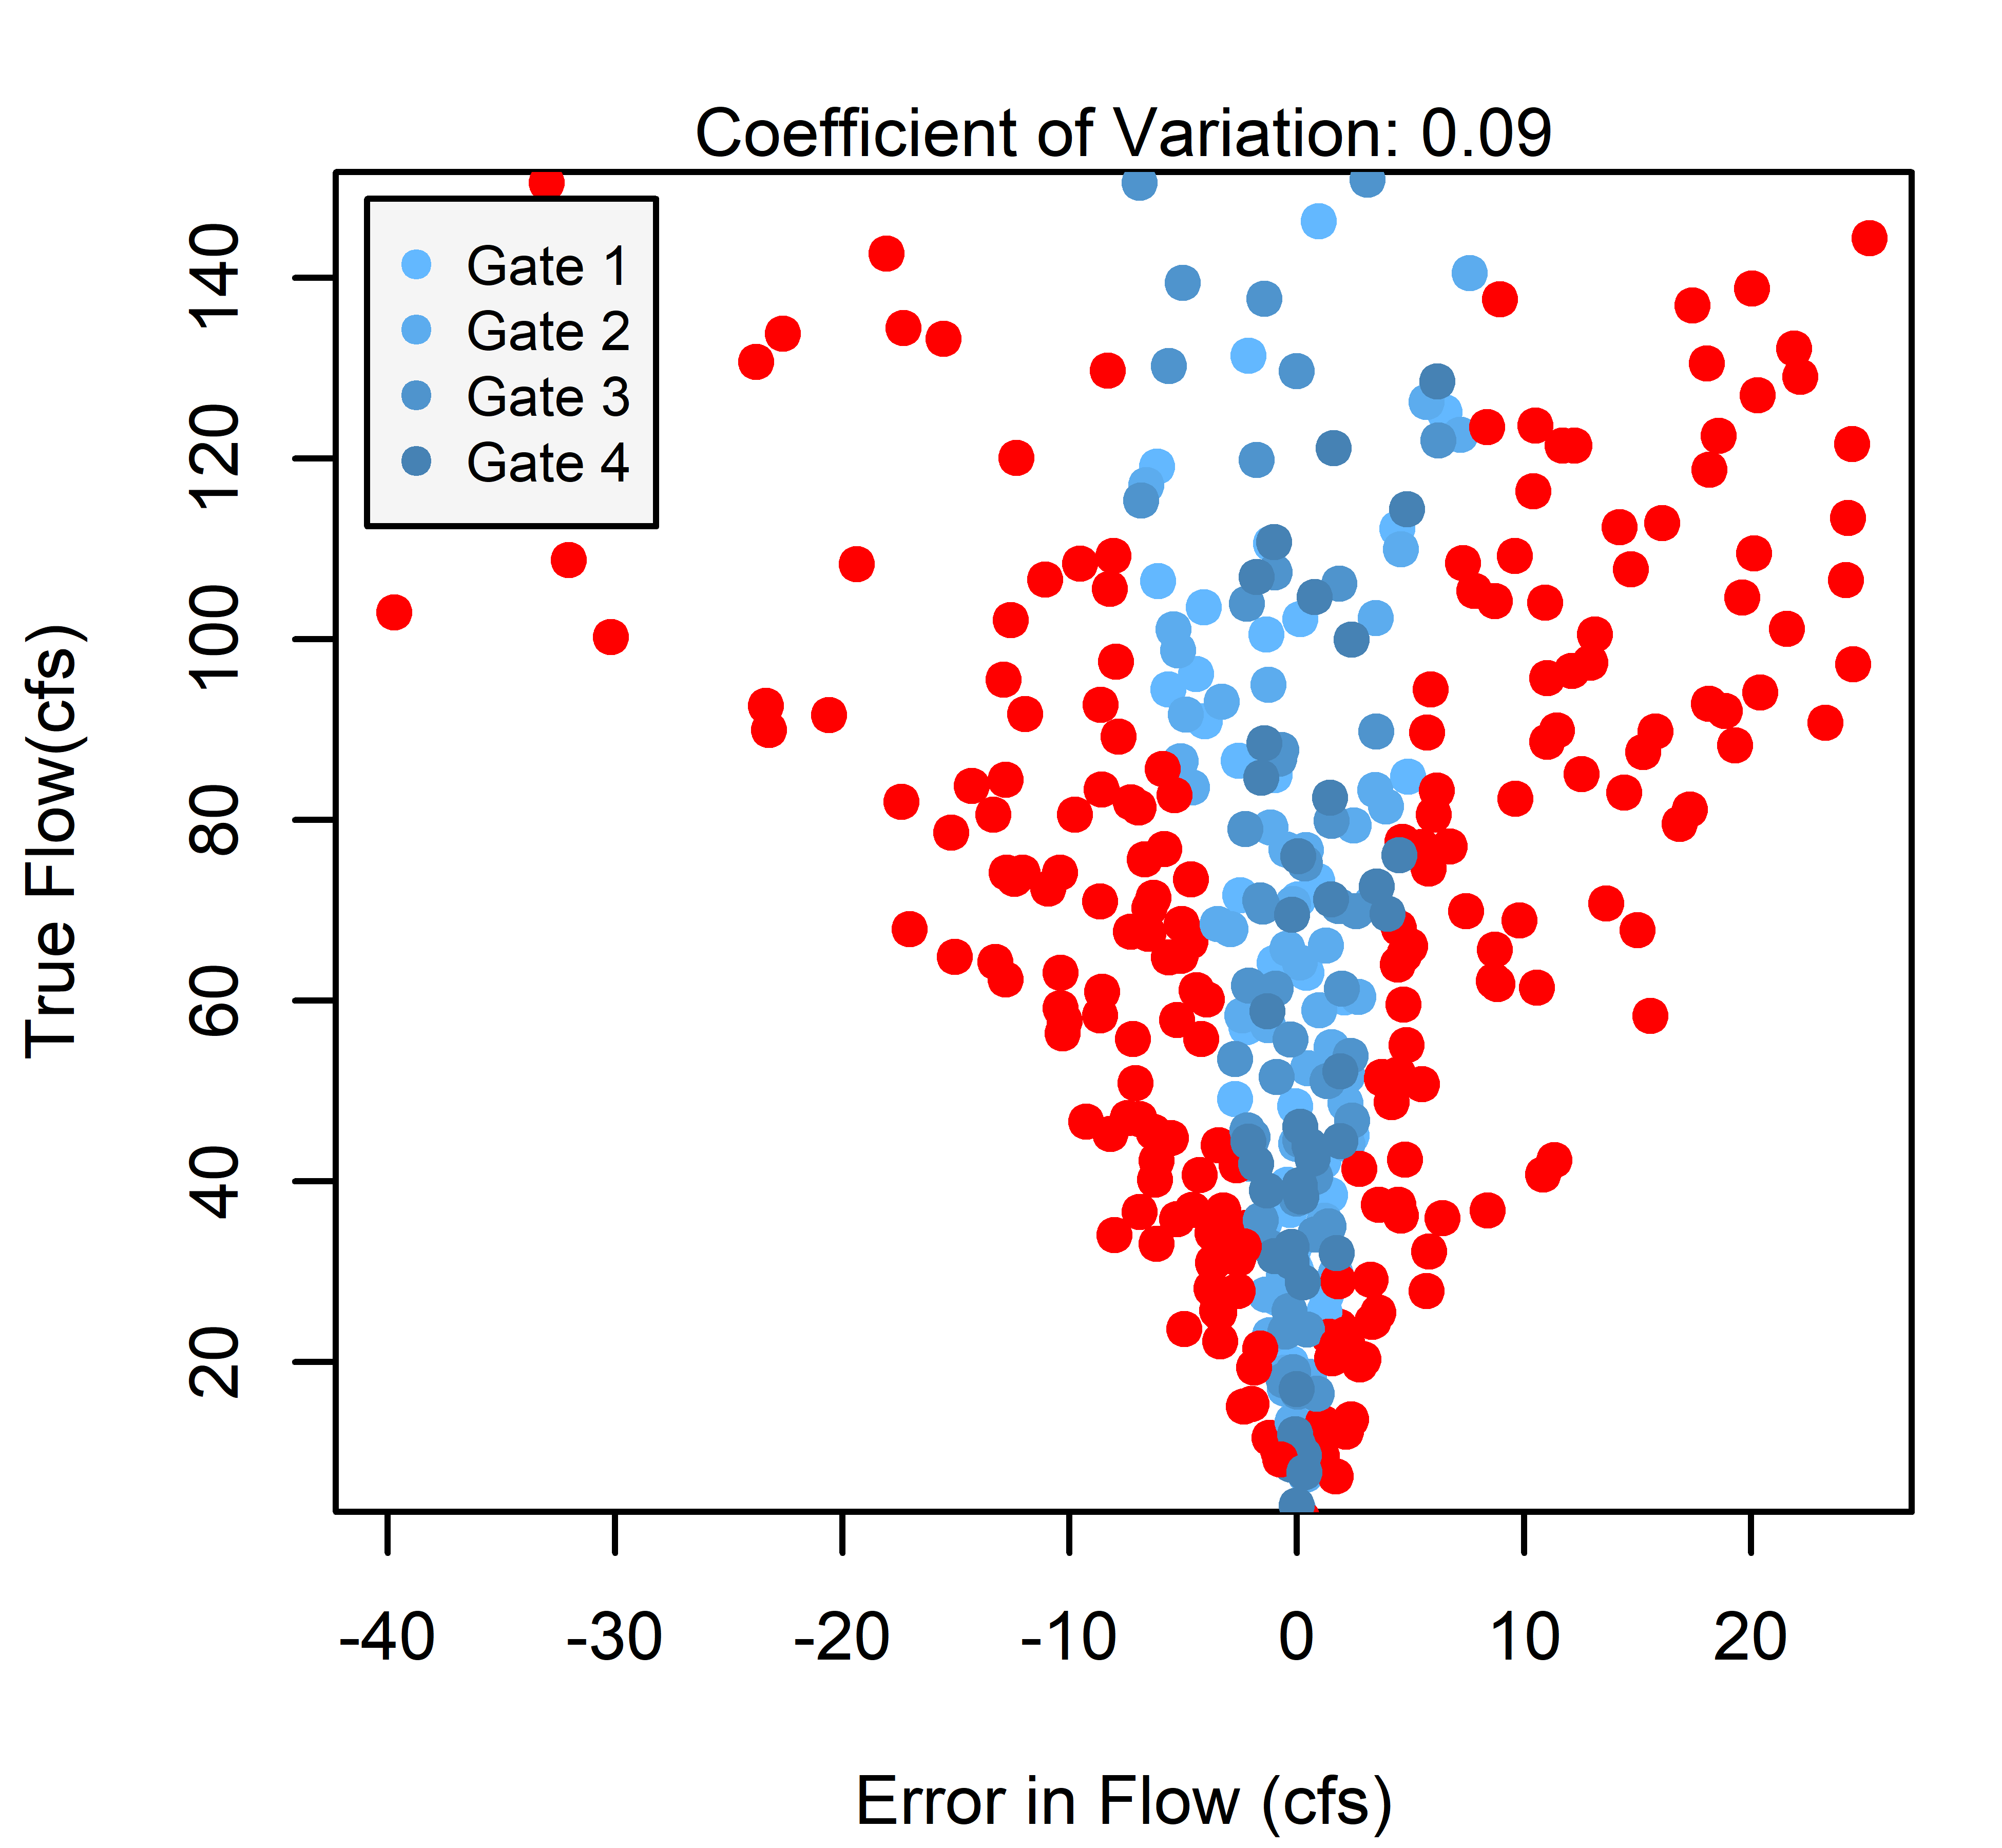 Coefficient of Variation: 0.09
Gate 1
Gate 2
Gate 3
Gate 4
True Flow(cfs)
140
120
100
80
60
40
20
-40 -30 -20 -10 0 10 20
Error in Flow (cfs)